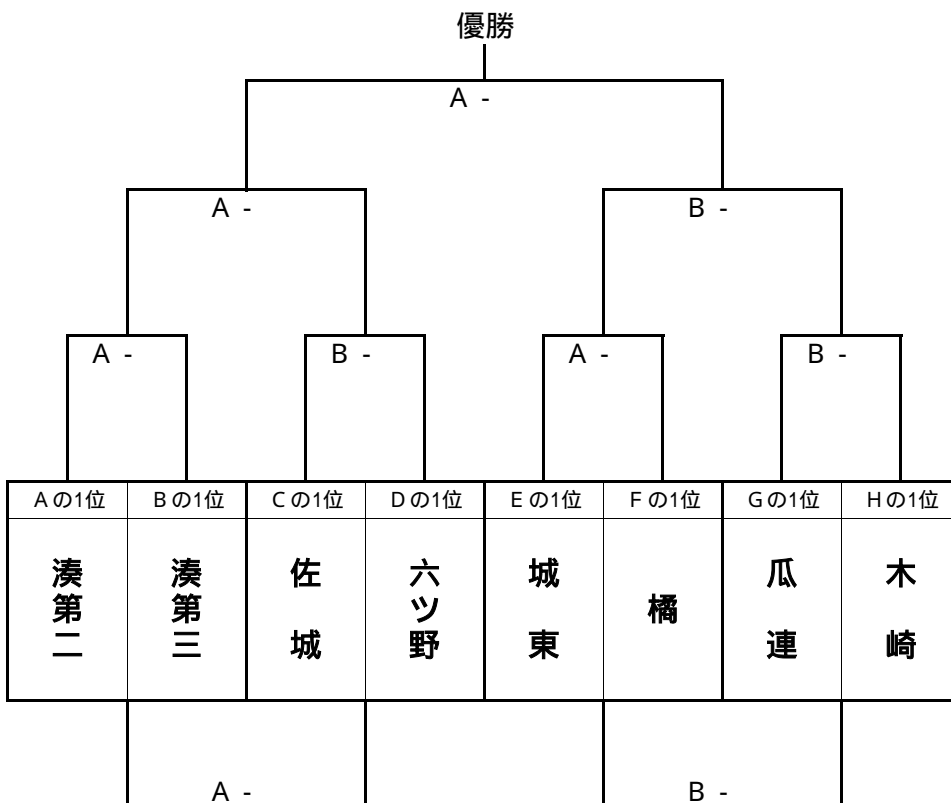 優勝
A -
A -
B -
A -
B -
A -
B -
Aの1位
Bの1位
Cの1位
Dの1位
Eの1位
Fの1位
Gの1位
Hの1位
湊第二
湊第三
佐城
六ツ野
城東
橘
瓜連
木崎
A -
B -